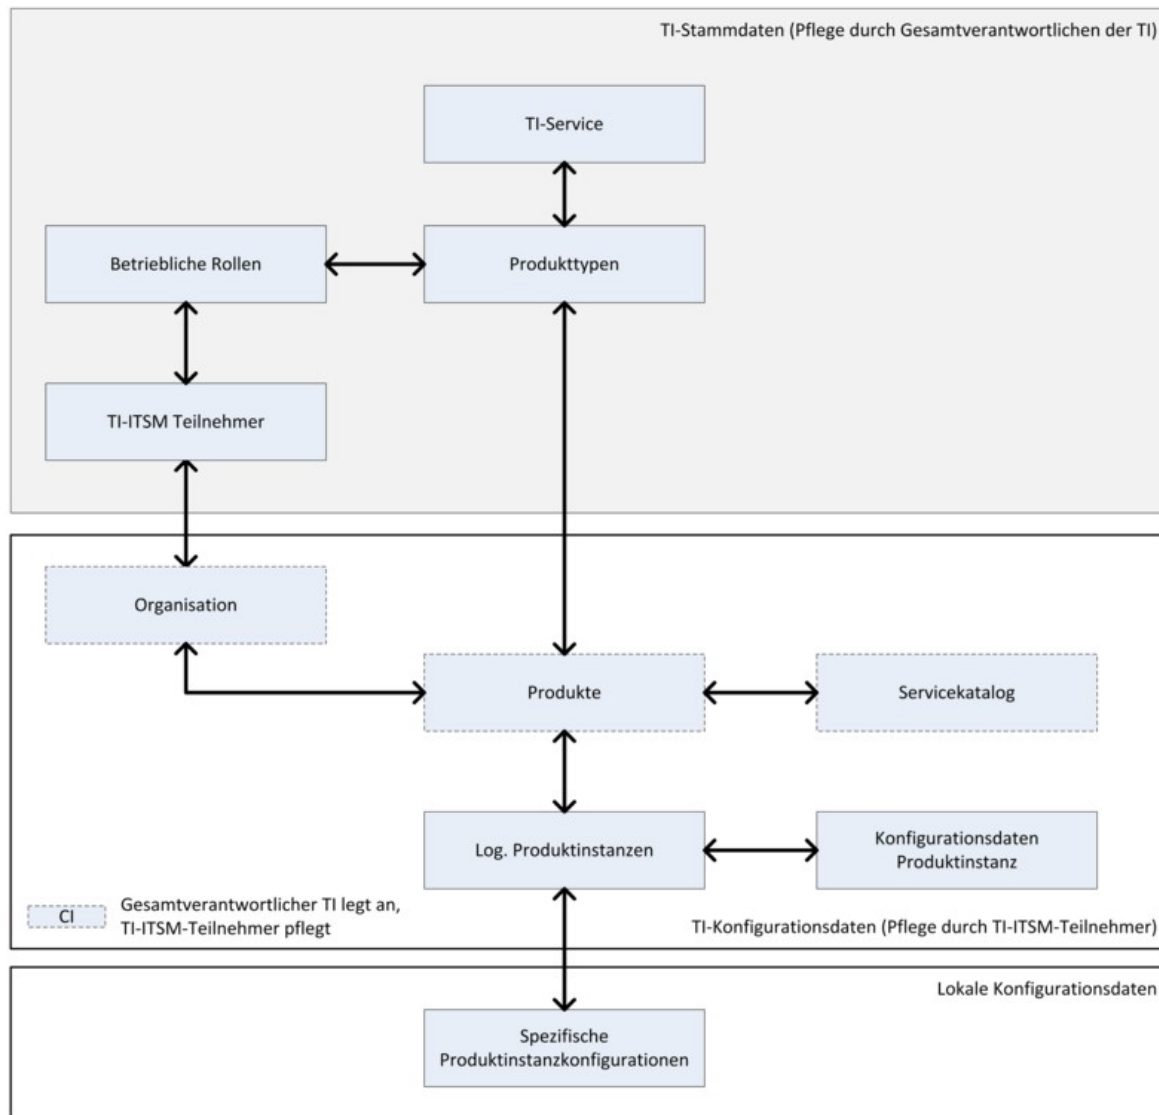 TI-Stammdaten (Pflege durch Gesamtverantwortlichen der TI)
TI-Service
Betriebliche Rollen
Produkttypen
TI-ITSM Teilnehmer
Organisation
Produkte
Servicekatalog
Log. Produktinstanzen
Konfigurationsdaten
Produktinstanz
CI
Gesamtverantwortlicher TI legt an,
TI-ITSM-Teilnehmer pflegt
TI-Konfigurationsdaten (Pflege durch TI-ITSM-Teilnehmer)
Lokale Konfigurationsdaten
Spezifische
Produktinstanzkonfigurationen